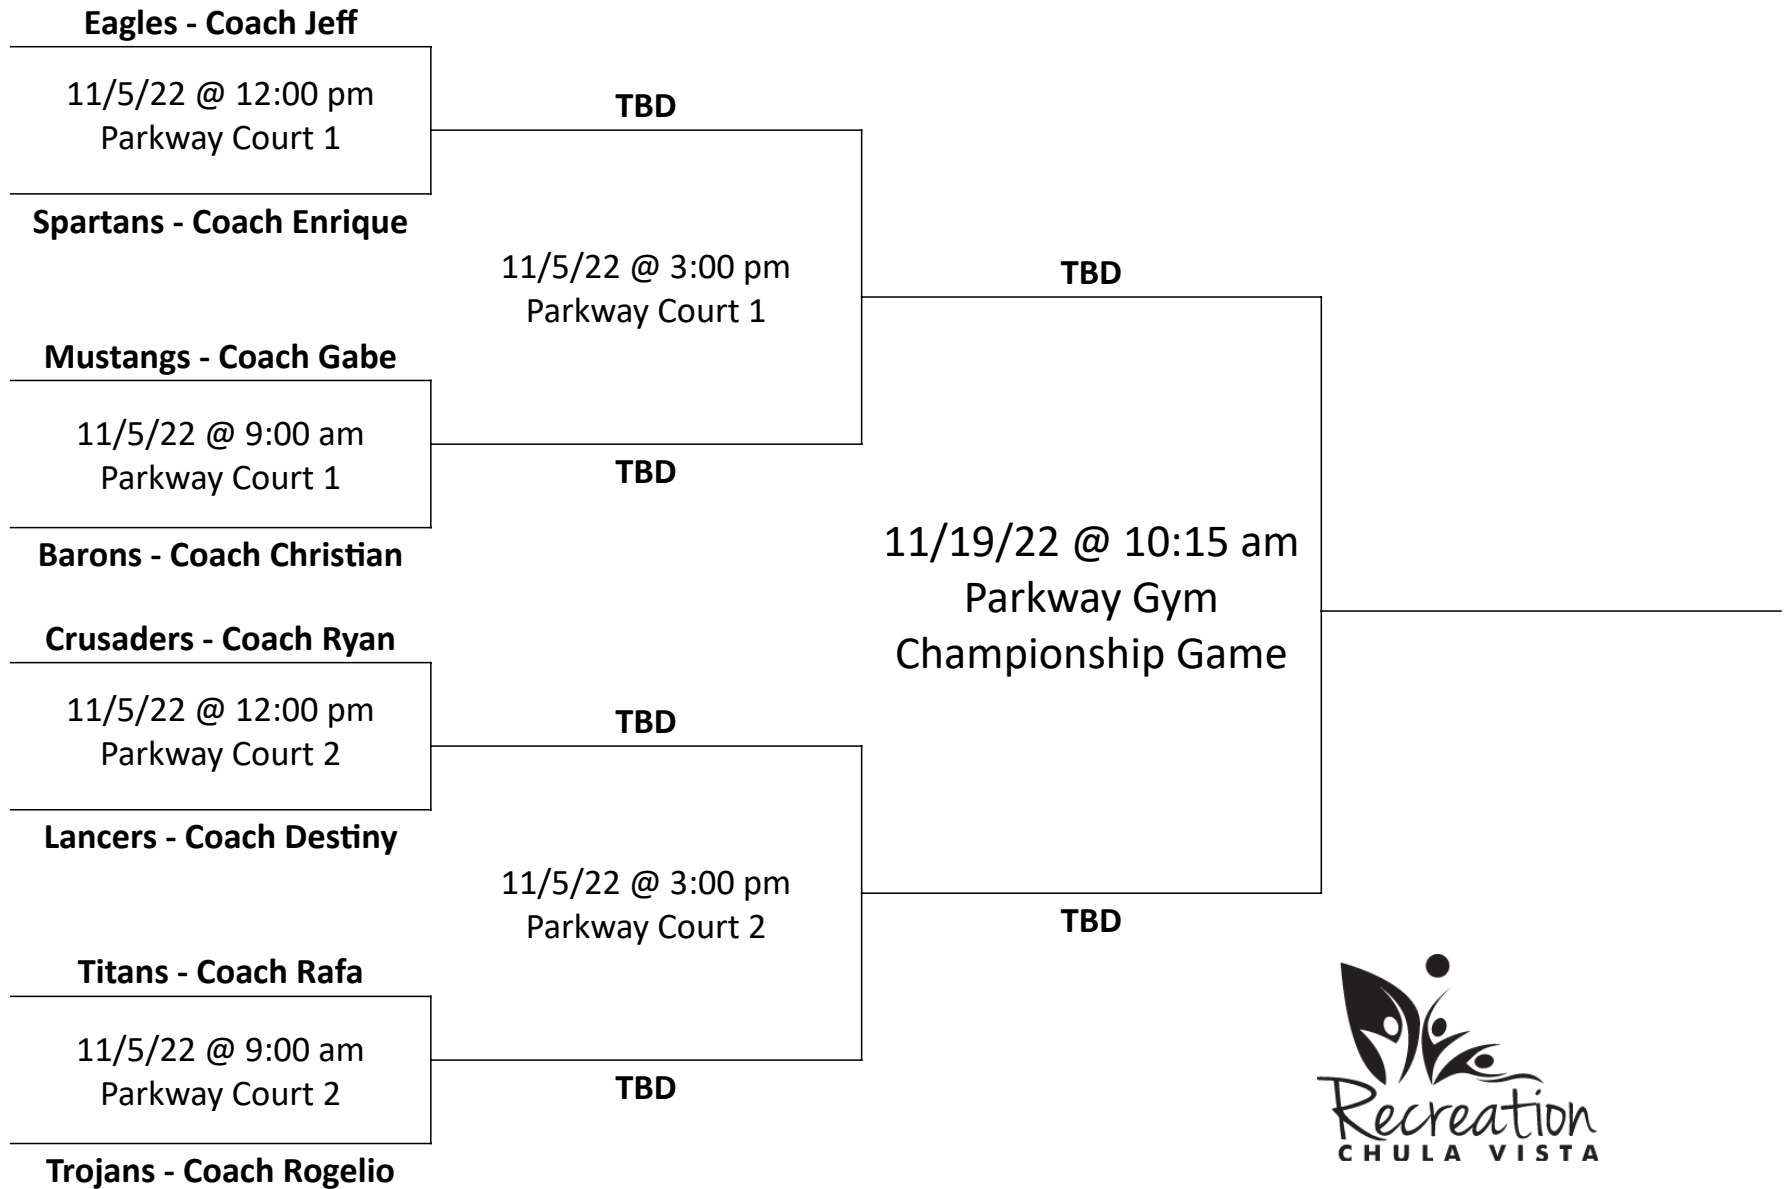 Eagles - Coach Jeff
11/5/22 @ 12:00 pm
Parkway Court 1
Spartans - Coach Enrique
TBD
11/5/22 @ 3:00 pm
Parkway Court 1
Mustangs - Coach Gabe
11/5/22 @ 9:00 am
Parkway Court 1
Barons - Coach Christian
TBD
TBD
11/19/22 @ 10:15 am
Parkway Gym
Championship Game
Crusaders - Coach Ryan
11/5/22 @ 12:00 pm
Parkway Court 2
Lancers - Coach Destiny
TBD
11/5/22 @ 3:00 pm
Parkway Court 2
TBD
Titans - Coach Rafa
11/5/22 @ 9:00 am
Parkway Court 2
Trojans - Coach Rogelio
TBD
Recreation
CHULA VISTA